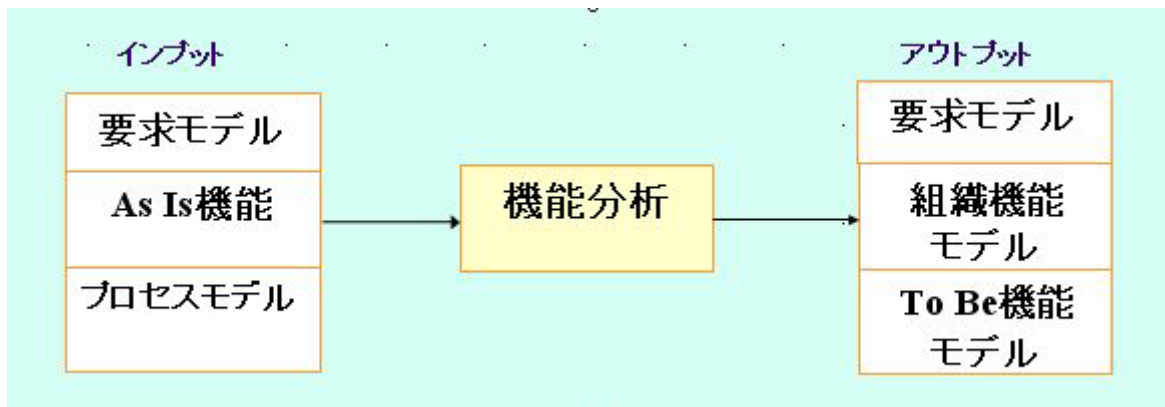 インプット
要求モデル
As Is機能
プロセスモデル
機能分析
アウトプット
要求モデル
組織機能
モデル
To Be機能
モデル